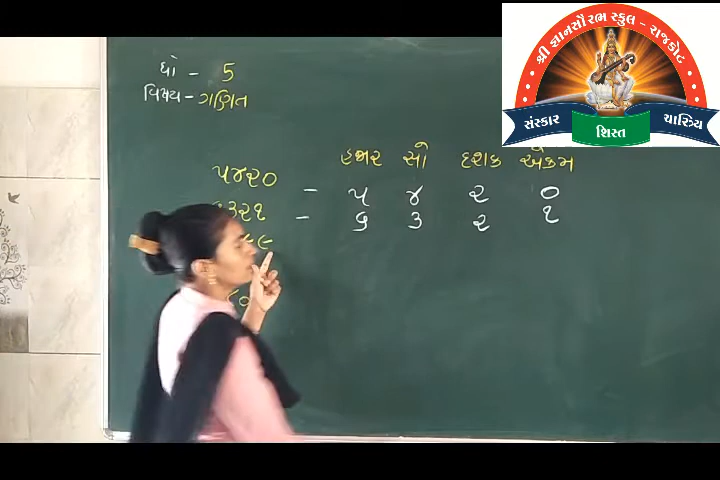 શ્રી જ્ઞાનસૌરભ સ્કુલ - રાજકોટ.
સંસ્કાર
શિસ્ત
ચારિત્ર્ય
ધો - 5
વિષય - ગણિત
હજાર સો દશક એકમ
૫૪૨૦ - ૫ ૪ ૨ ૦
૩૨૧ - ૬ ૩ ૨ ૧